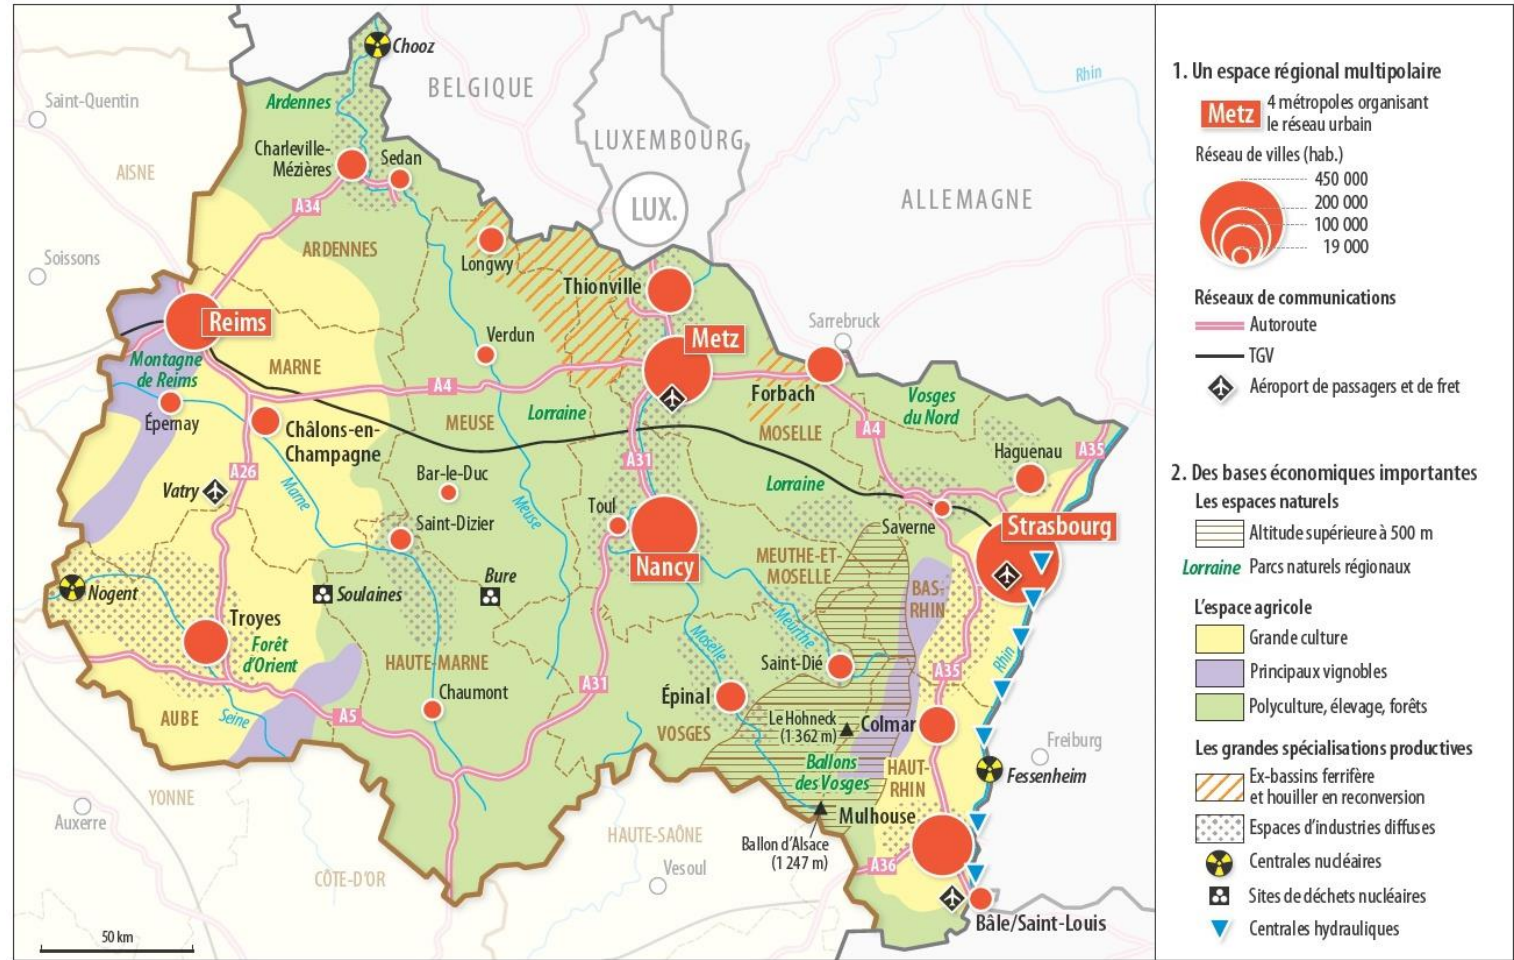 Chooz
BELGIQUE
Rhin
Saint-Quentin
Ardennes
LUXEMBOURG
AISNE
Charleville-
Mézières
Sedan
ALLEMAGNE
LUX.
A34
ARDENNES
Soissons
Longwy
Thionville
Reims
Sarrebruck
Verdun
Metz
Montagne
de Reims
MARNE
A4
Forbach
Vosges
du Nord
Épernay
Lorraine
MEUSE
Châlons-en-
Champagne
MOSELLE
A4
A35
Haguenau
A26
A31
Bar-le-Duc
Lorraine
Vatry
Marne
Meuse
Toul
Saverne
Strasbourg
Saint-Dizier
Nancy
MEUTHE-ET-
MOSELLE
Bure
BAS-
RHIN
Nogent
Soulaines
Troyes
Meurthe
Forêt
d'Orient
Moselle
Rhin
HAUTE-MARNE
Saint-Dié
A35
A31
Épinal
Chaumont
AUBE
Seine
A5
Le Hohneck
(1 362 m)
Colmar
VOSGES
Freiburg
Ballons
des Vosges
HAUT-
RHIN
Fessenheim
YONNE
Mulhouse
Auxerre
HAUTE-SAÔNE
Ballon d'Alsace
(1 247 m)
A36
Vesoul
CÔTE-D'OR
Bâle/Saint-Louis
50 km
1. Un espace régional multipolaire
Metz
4 métropoles organisant
le réseau urbain
Réseau de villes (hab.)
450 000
200 000
100 000
19 000
Réseaux de communications
Autoroute
TGV
Aéroport de passagers et de fret
2. Des bases économiques importantes
Les espaces naturels
Altitude supérieure à 500 m
Lorraine Parcs naturels régionaux
L'espace agricole
Grande culture
Principaux vignobles
Polyculture, élevage, forêts
Les grandes spécialisations productives
Ex-bassins ferrifère
et houiller en reconversion
Espaces d'industries diffuses
Centrales nucléaires
Sites de déchets nucléaires
Centrales hydrauliques